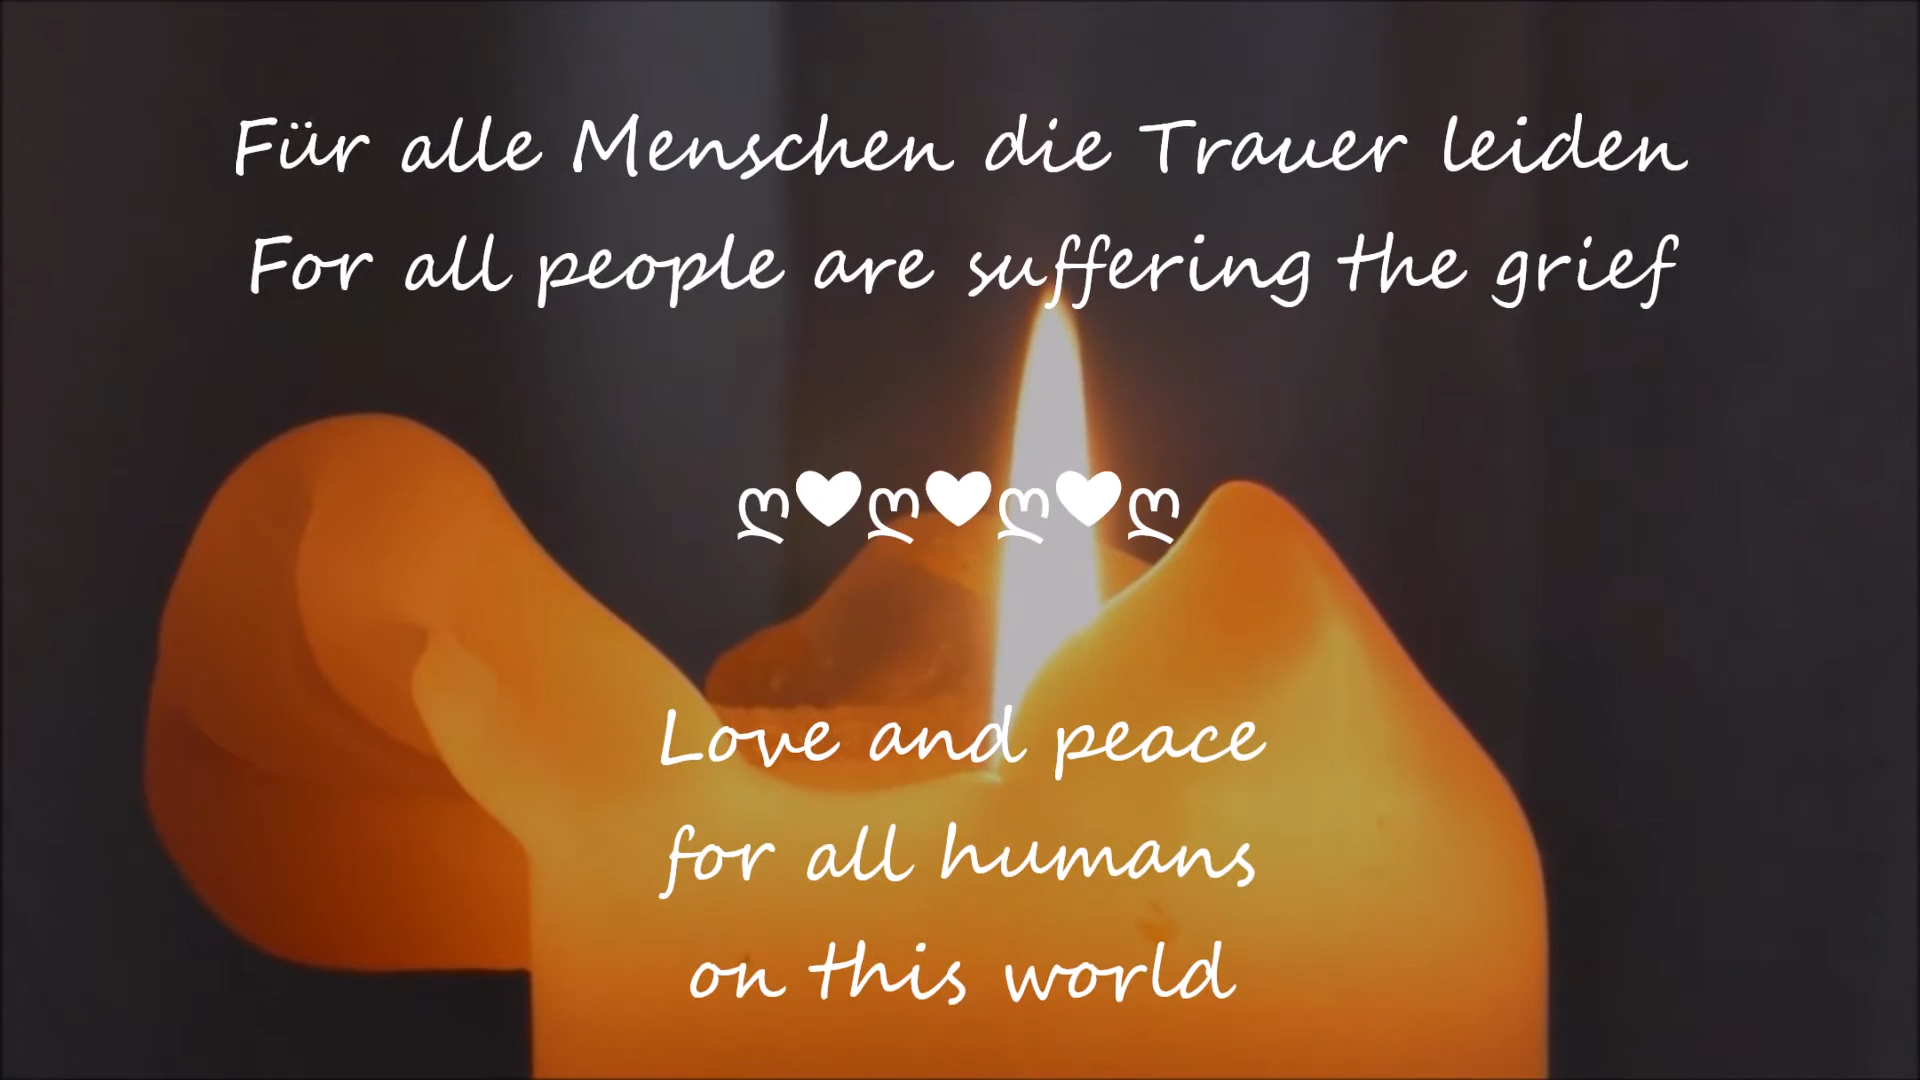 Für alle Menschen die Trauer leiden
For all people are suffering the grief
ღ♥ღ♥ღ♥ღ
Love and peace
for all humans
on this world